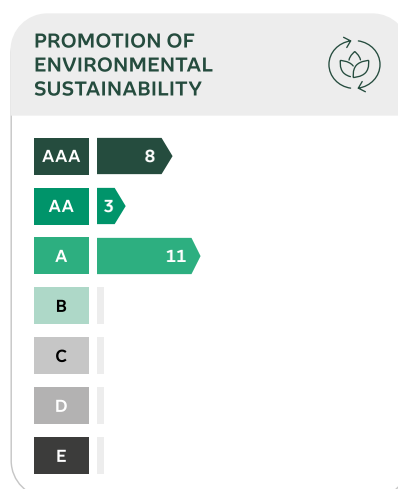 PROMOTION OF
ENVIRONMENTAL
SUSTAINABILITY
AAA 8
AA 3
A 11
B
C
D
E